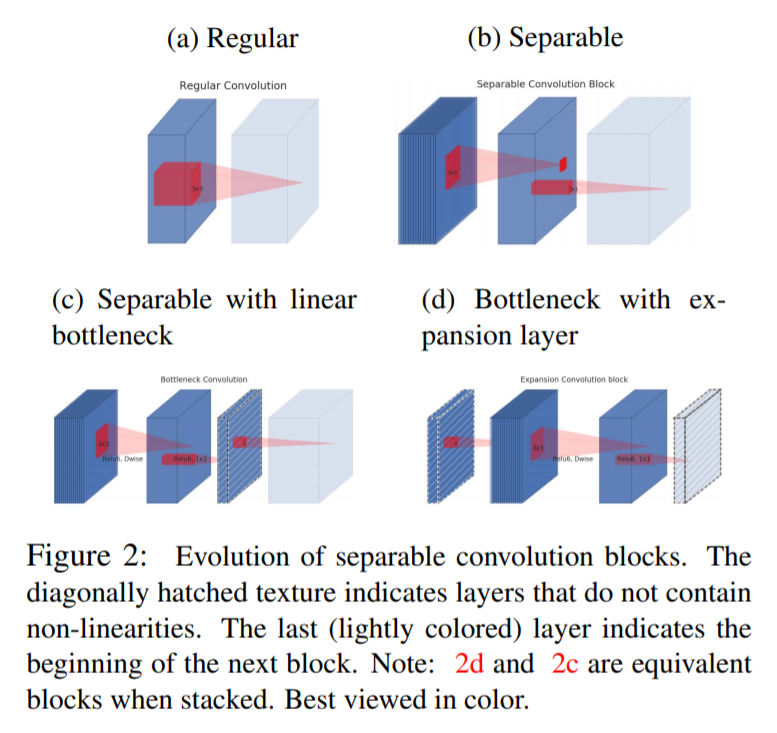 (a) Regular
(b) Separable
Regular Convolution
Separable Convolution Block
3x3
3x3
3x1
(c) Separable with linear
bottleneck
(d) Bottleneck with ex-
pansion layer
Bottleneck Convolution
Expansion Convolution block
3x3
Relu6, Dwise
Relu6, 1x1
3x3
Relu6, Dwise
Relu6, 1x1
Figure 2: Evolution of separable convolution blocks. The
diagonally hatched texture indicates layers that do not contain
non-linearities. The last (lightly colored) layer indicates the
beginning of the next block. Note: 2d and 2c are equivalent
blocks when stacked. Best viewed in color.